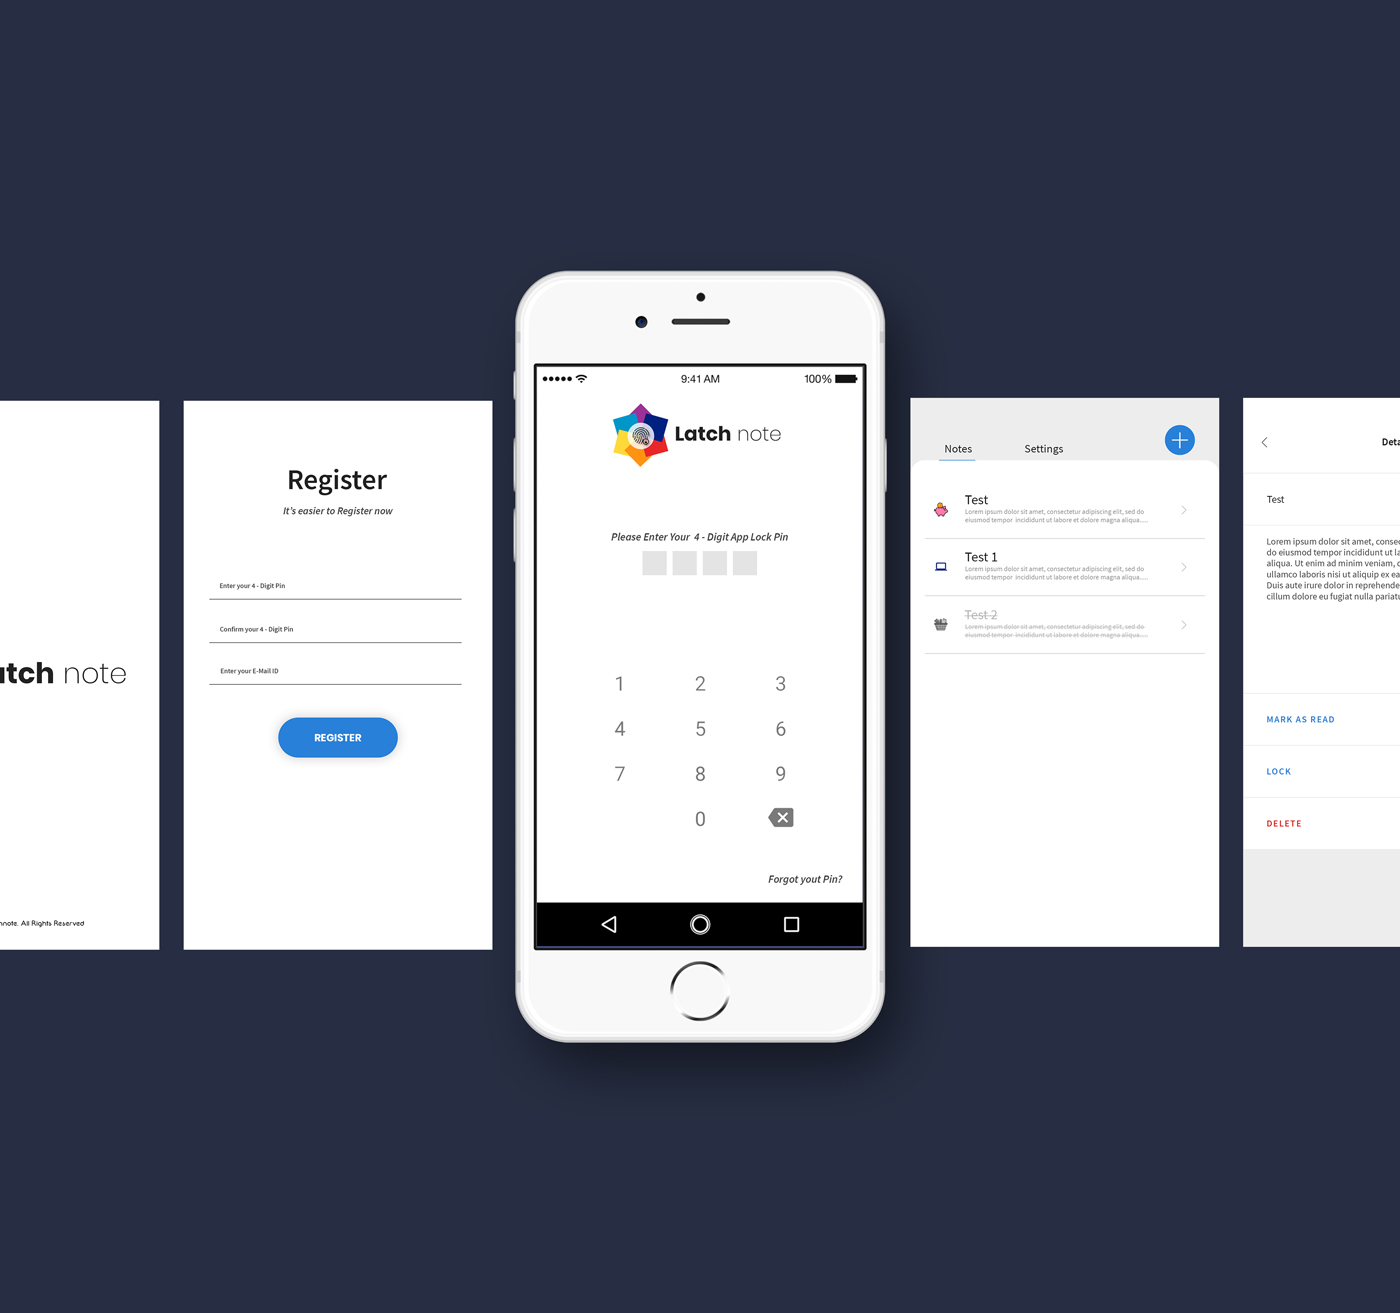 atch note
nnote. All Rights Reserved
Register
It's easier to Register now
Enter your 4 - Digit Pin
Confirm your 4 - Digit Pin
Enter your E-Mail ID
REGISTER
9:41 AM
100%
Latch note
Please Enter Your 4 - Digit App Lock Pin
1 2 3
4 5 6
7 8 9
0
Forgot yout Pin?
Notes Settings
Test
Lorem ipsum dolor sit amet, consectetur adipiscing elit, sed do
eiusmod tempor incididunt ut labore et dolore magna aliqua.....
Test 1
Lorem ipsum dolor sit amet, consectetur adipiscing elit, sed do
eiusmod tempor incididunt ut labore et dolore magna aliqua.....
Test 2
Lorem ipsum dolor sit amet, consectetur adipiscing elit, sed do
eiusmod tempor incididunt ut labore et dolore magna aliqua.....
Deta
Test
Lorem ipsum dolor sit amet, consec
do eiusmod tempor incididunt ut la
aliqua. Ut enim ad minim veniam, q
ullamco laboris nisi ut aliquip ex ea
Duis aute irure dolor in reprehende
cillum dolore eu fugiat nulla pariatu
MARK AS READ
LOCK
DELETE